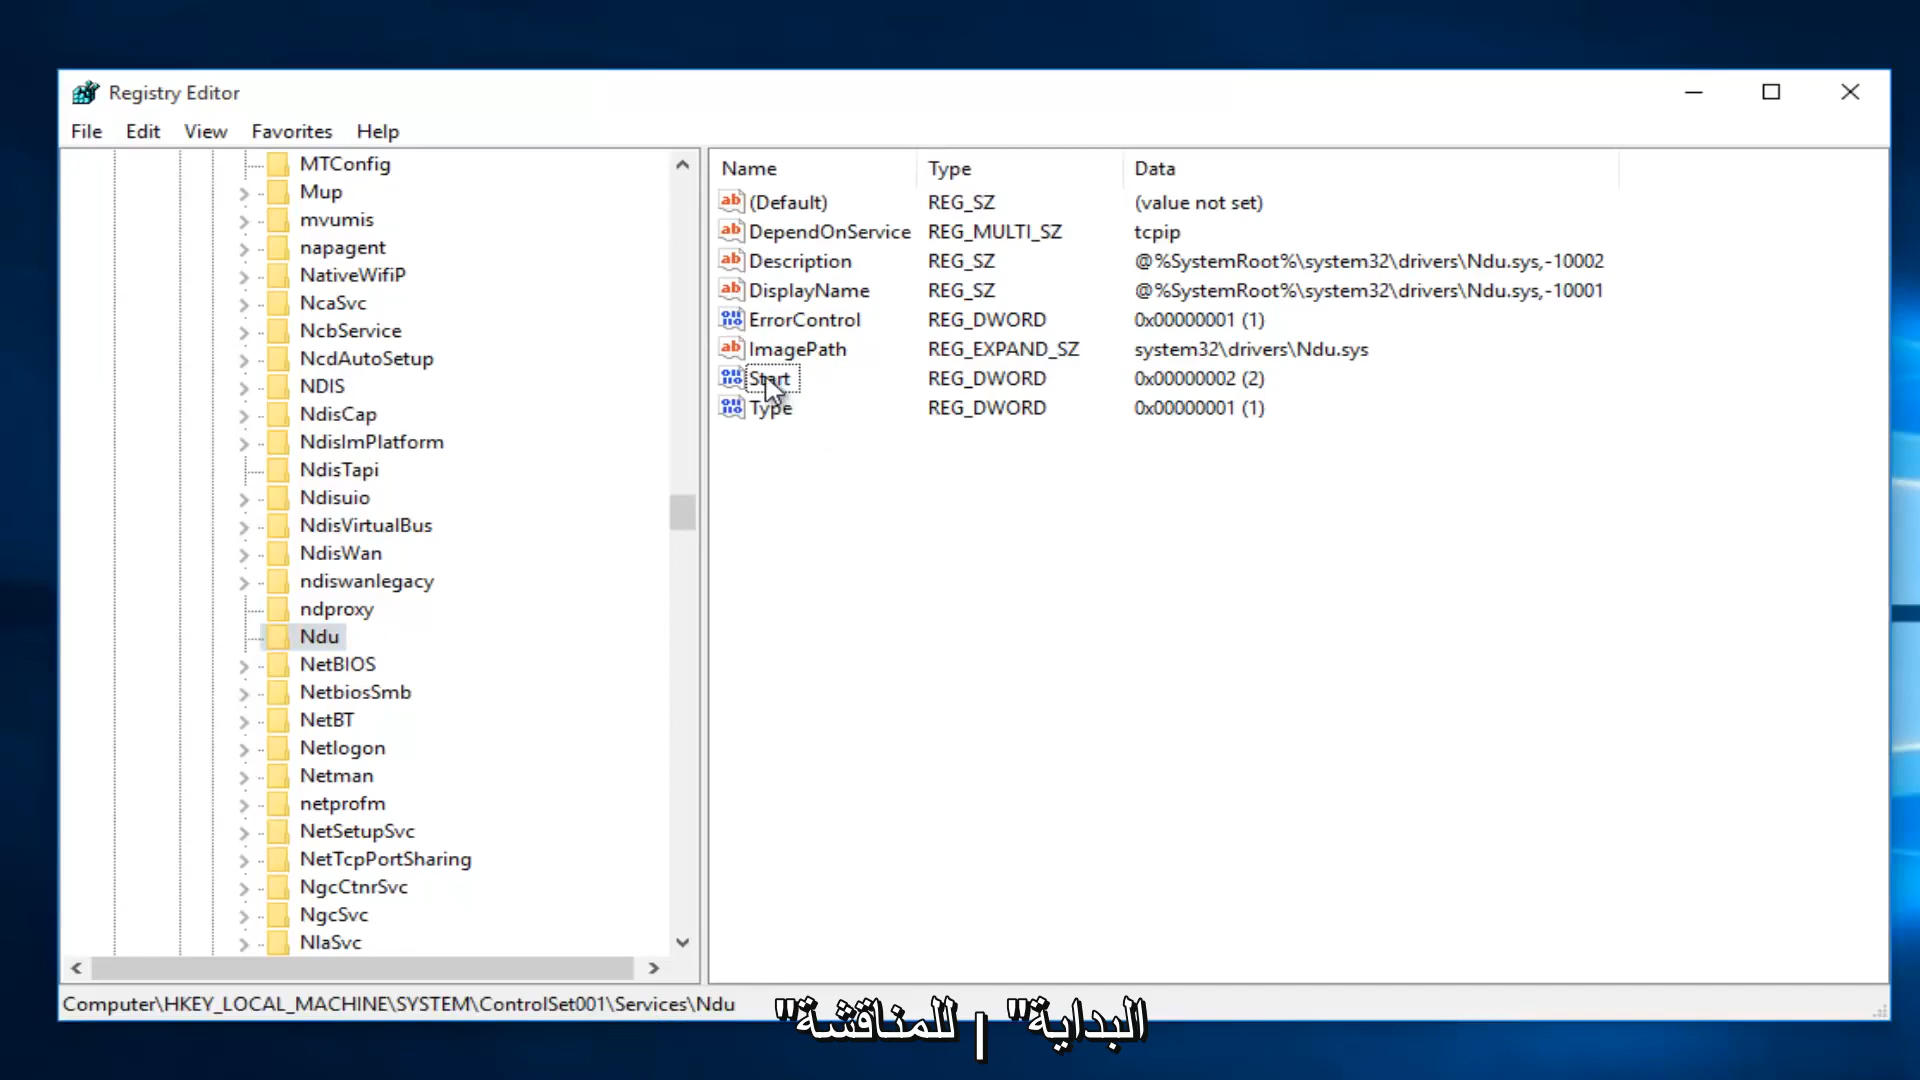 Registry Editor
File Edit View Favorites Help
MTConfig
Mup
mvumis
napagent
NativeWifiP
NcaSvc
NcbService
NcdAutoSetup
NDIS
NdisCap
NdisImPlatform
NdisTapi
Ndisuio
NdisVirtualBus
NdisWan
ndiswanlegacy
ndproxy
Ndu
NetBIOS
NetbiosSmb
NetBT
Netlogon
Netman
netprofm
NetSetupSvc
NetTcpPortSharing
NgcCtnrSvc
NgcSvc
NlaSvc
Name Type Data
(Default) REG_SZ (value not set)
DependOnService REG_MULTI_SZ tcpip
Description REG_SZ @%SystemRoot%\system32\drivers\Ndu.sys,-10002
DisplayName REG_SZ @%SystemRoot%\system32\drivers\Ndu.sys,-10001
ErrorControl REG_DWORD 0x00000001 (1)
ImagePath REG_EXPAND_SZ system32\drivers\Ndu.sys
Start REG_DWORD 0x00000002 (2)
Type REG_DWORD 0x00000001 (1)
Computer\HKEY_LOCAL_MACHINE\SYSTEM\ControlSet001\Services\Ndu
البداية" | للمناقشة"